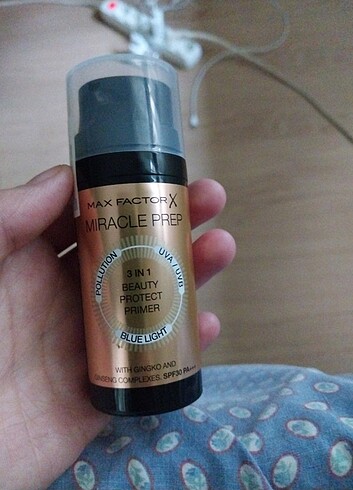 MAX FACTOR X
MIRACLE PREP
POLLUTION
UVA / UVB
3 IN 1
BEAUTY
PROTECT
PRIMER
BLUE LIGHT
WITH GINGKO AND
GINSENG COMPLEXES. SPF30 PA+++